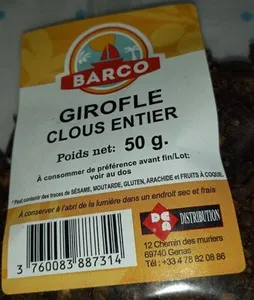 BARCO
GIROFLE
CLOUS ENTIER
Poids net: 50 g.
À consommer de préférence avant fin/Lot:
voir au dos
* Peut contenir des traces de SÉSAME, MOUTARDE, GLUTEN, ARACHIDE et FRUITS À COQUE.
À conserver à l'abri de la lumière dans un endroit sec et frais
DISTRIBUTION
12 Chemin des muriers
69740 Genas
Tél : +33 4 78 82 08 86
3 760083 887314